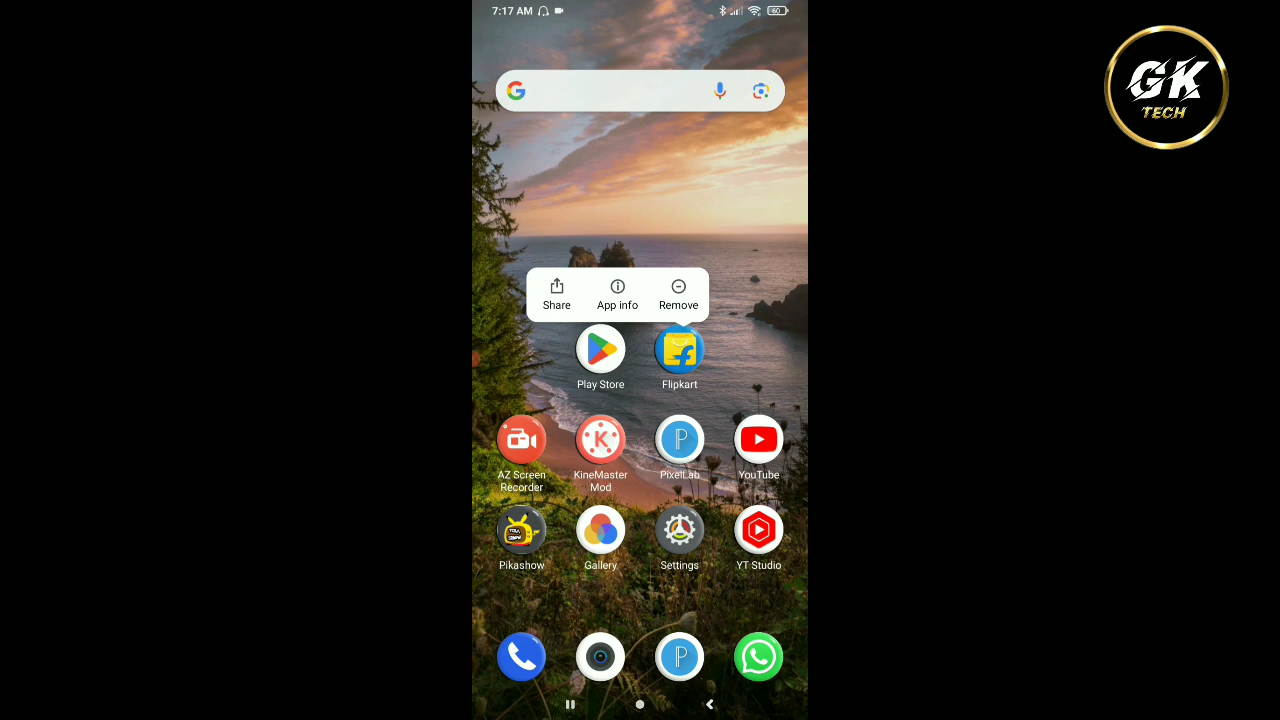 7:17 AM
GK
TECH
Share App info Remove
Play Store Flipkart
AZ Screen Recorder KineMaster Mod PixelLab YouTube
Pikashow Gallery Settings YT Studio